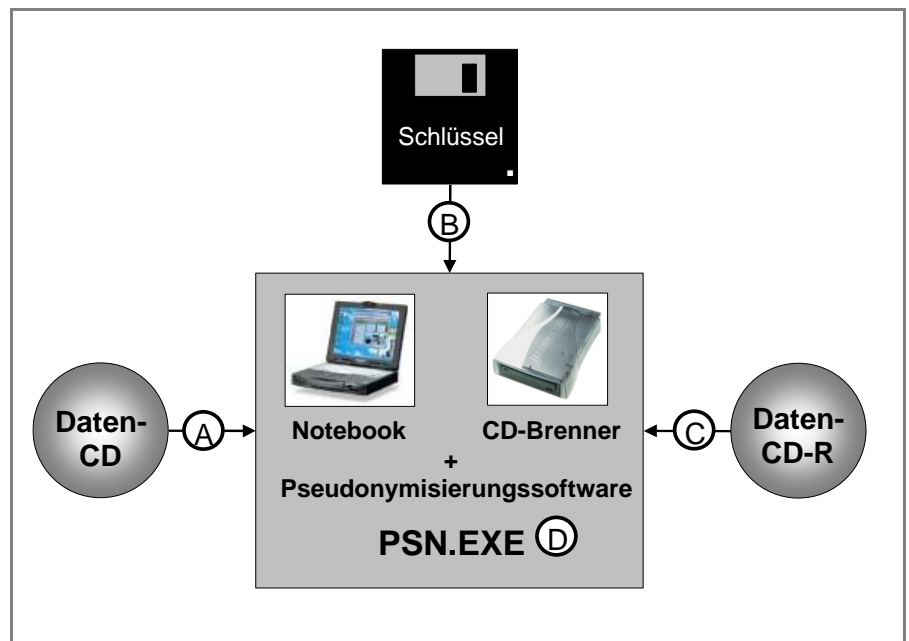 Schlüssel
B
Daten-
CD
A
Notebook
CD-Brenner
C
Daten-
CD-R
+
Pseudonymisierungssoftware
PSN.EXE D